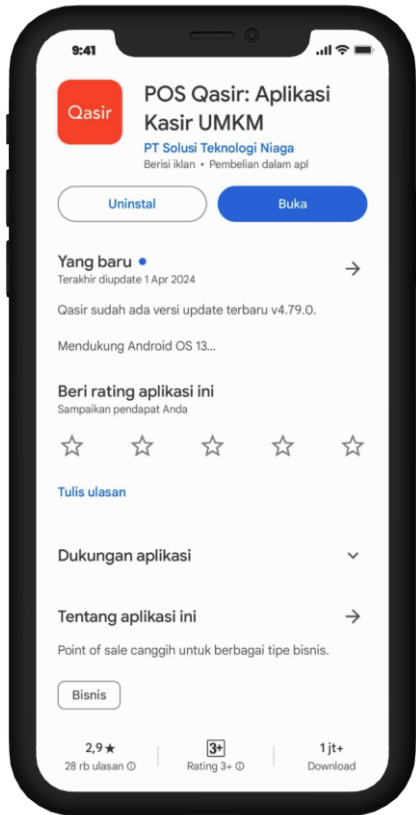 9:41
Qasir
POS Qasir: Aplikasi
Kasir UMKM
PT Solusi Teknologi Niaga
Berisi iklan • Pembelian dalam apl
Uninstal
Buka
Yang baru •
Terakhir diupdate 1 Apr 2024
Qasir sudah ada versi update terbaru v4.79.0.
Mendukung Android OS 13...
Beri rating aplikasi ini
Sampaikan pendapat Anda
Tulis ulasan
Dukungan aplikasi
Tentang aplikasi ini
Point of sale canggih untuk berbagai tipe bisnis.
Bisnis
2,9★
28 rb ulasan
3+
Rating 3+
1 jt+
Download